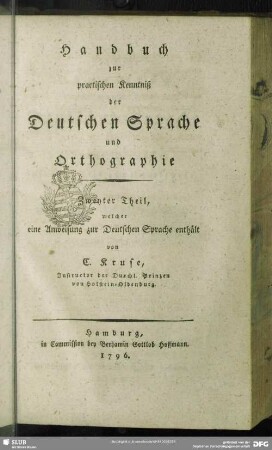 Handbuch
zur
practischen Kenntniß
der
Deutschen Sprache
und
Orthographie
Zweyter Theil,
welcher
eine Anweisung zur Deutschen Sprache enthält
von
C. Kruse,
Instructor der Durchl. Prinzen
von Holstein-Oldenburg.
Hamburg,
in Commission bey Benjamin Gottlob Hoffmann.
1796.
SLUB